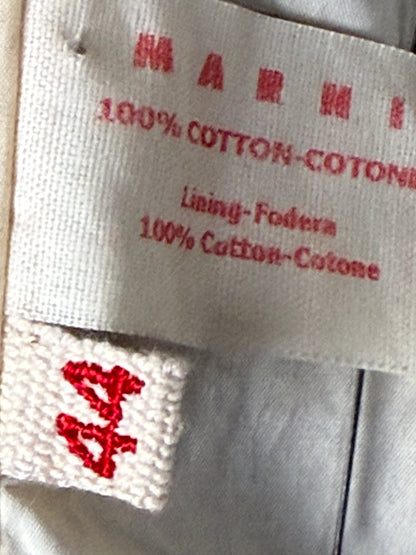 MARNI
100% COTTON-COTONE
Lining-Fodera
100% Cotton-Cotone
44